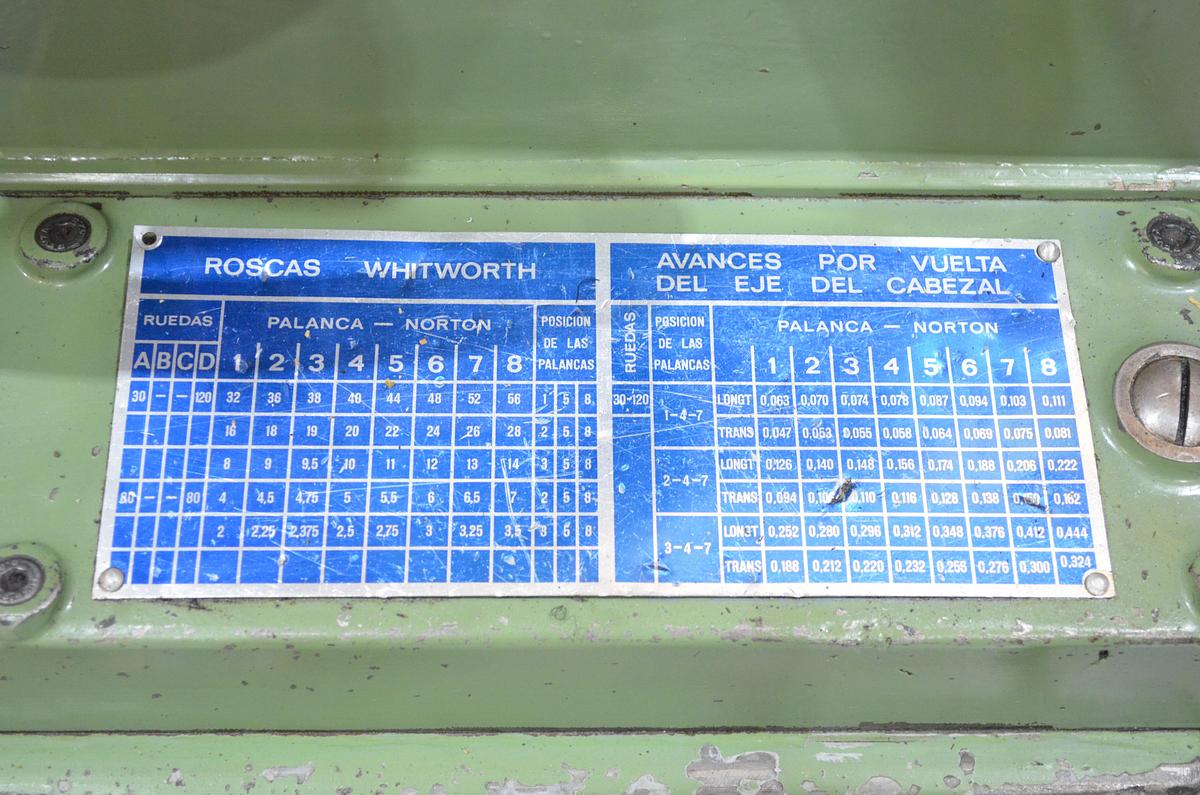 ROSCAS WHITWORTH
RUEDAS PALANCA — NORTON POSICION DE LAS PALANCAS
A B C D 1 2 3 4 5 6 7 8
30 — — 120 32 36 38 40 44 48 52 56 1 5 8
16 18 19 20 22 24 26 28 2 5 8
8 9 9,5 10 11 12 13 14 3 5 8
80 — — 80 4 4,5 4,75 5 5,5 6 6,5 7 2 5 8
2 2,25 2,375 2,5 2,75 3 3,25 3,5 3 5 8
AVANCES POR VUELTA
DEL EJE DEL CABEZAL
RUEDAS POSICION DE LAS PALANCAS PALANCA — NORTON
1 2 3 4 5 6 7 8
30-120 1-4-7 LONGT 0,063 0,070 0,074 0,078 0,087 0,094 0,103 0,111
TRANS 0,047 0,053 0,055 0,058 0,064 0,069 0,075 0,081
2-4-7 LONGT 0,126 0,140 0,148 0,156 0,174 0,188 0,206 0,222
TRANS 0,094 0,110 0,116 0,128 0,138 0,162
3-4-7 LONGT 0,252 0,280 0,296 0,312 0,348 0,376 0,412 0,444
TRANS 0,188 0,212 0,220 0,232 0,256 0,276 0,300 0,324